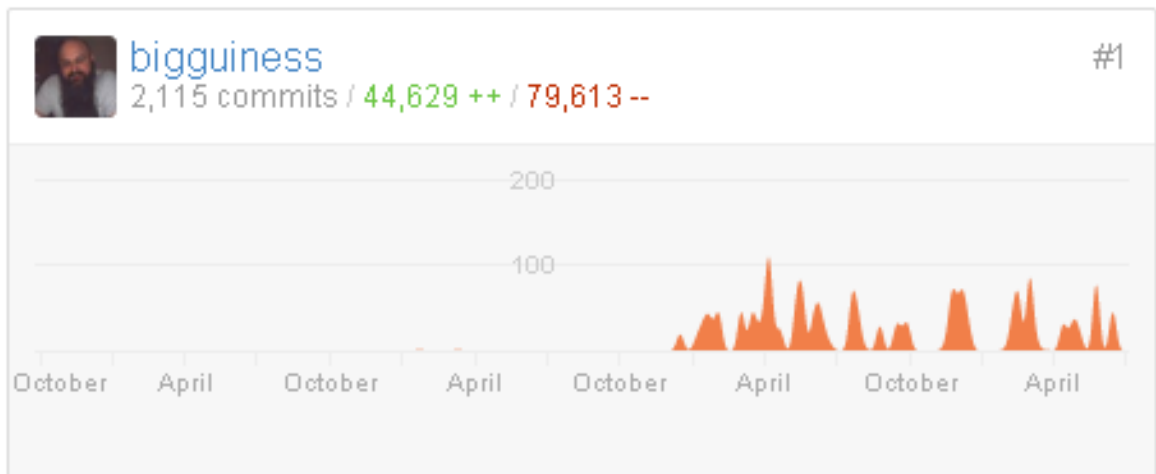 bigguiness
#1
2,115 commits / 44,629 ++ / 79,613 --
200
100
October April October April October April October April